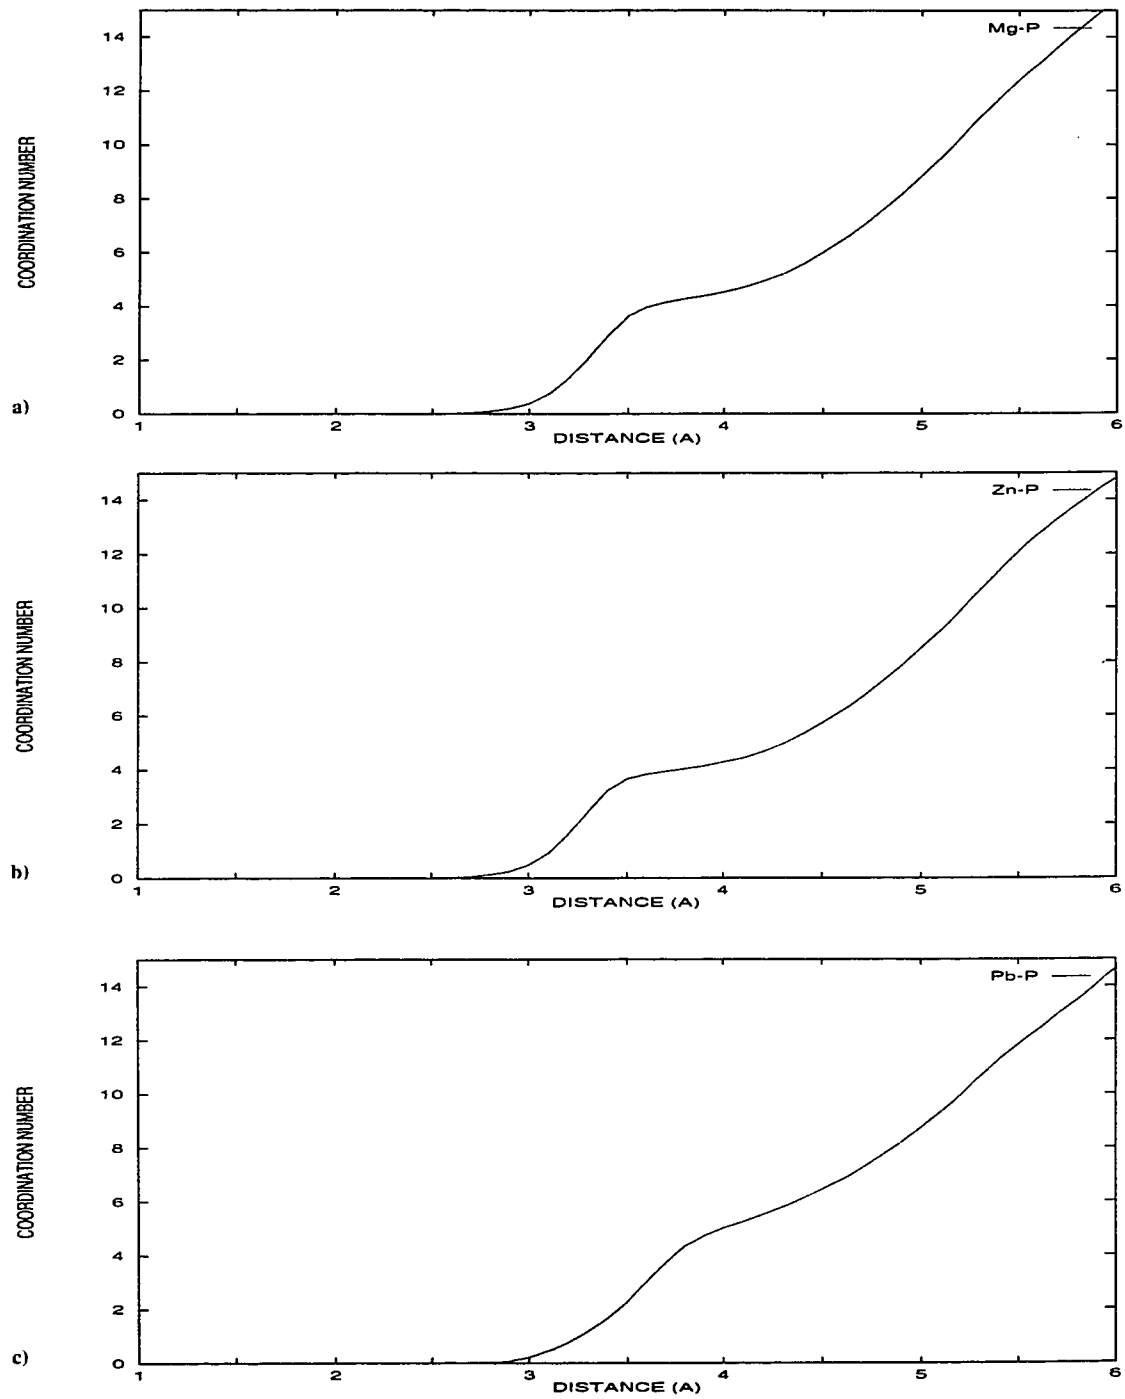 14
12
10
8
6
4
2
0
COORDINATION NUMBER
Mg-P
a)
1 2 3 4 5 6
DISTANCE (A)
14
12
10
8
6
4
2
0
COORDINATION NUMBER
Zn-P
b)
1 2 3 4 5 6
DISTANCE (A)
14
12
10
8
6
4
2
0
COORDINATION NUMBER
Pb-P
c)
1 2 3 4 5 6
DISTANCE (A)